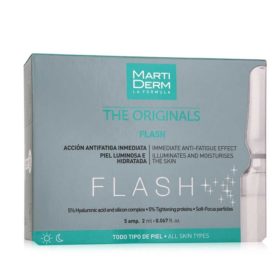 MARTI
DERM
LA FORMULA
THE ORIGINALS
FLASH
ACCIÓN ANTIFATIGA INMEDIATA
PIEL LUMINOSA E
HIDRATADA
IMMEDIATE ANTI-FATIGUE EFFECT
ILLUMINATES AND MOISTURISES
THE SKIN
FLASH
5% Hyaluronic acid and silicon complex • 5% Tightening proteins • Soft-Focus particles
5 amp. 2 ml · 0.067 fl. oz.
TODO TIPO DE PIEL • ALL SKIN TYPES